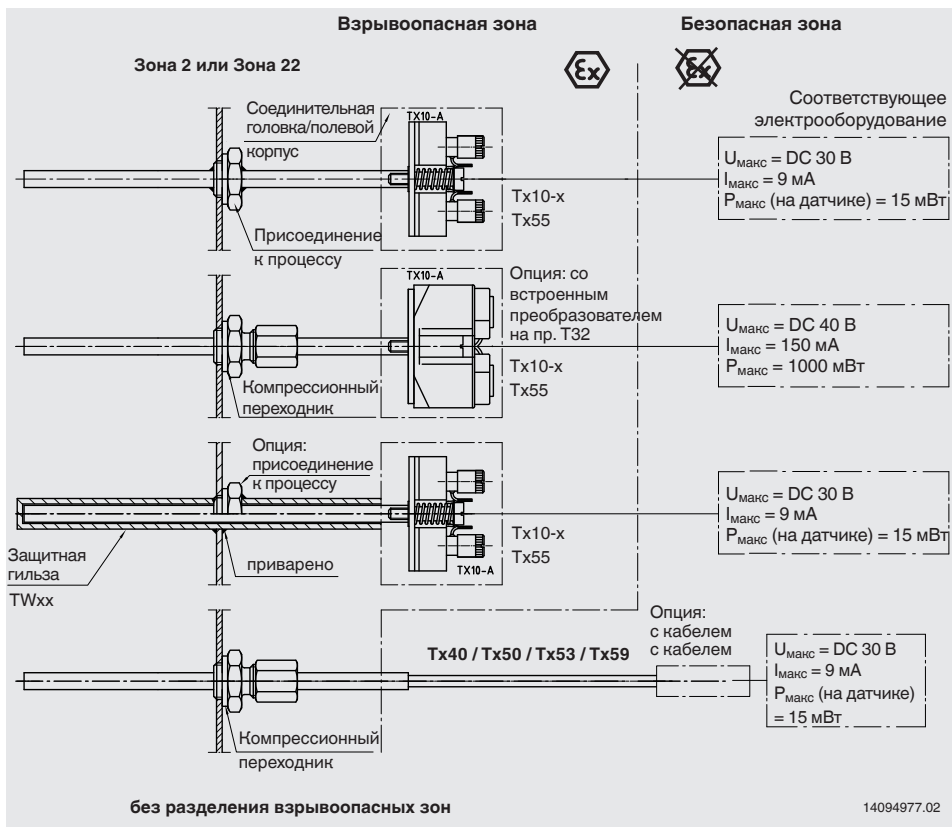 Взрывоопасная зона
Безопасная зона
Зона 2 или Зона 22
Ex
Ex
Соответствующее
электрооборудование
Соединительная
головка/полевой
корпус
TX10-A
Tx10-x
Tx55
Uмакс = DC 30 В
Iмакс = 9 мА
Pмакс (на датчике) = 15 мВт
Присоединение
к процессу
TX10-A
Опция: со
встроенным
преобразователем
на пр. T32
Tx10-x
Tx55
Uмакс = DC 40 В
Iмакс = 150 мА
Pмакс = 1000 мВт
Компрессионный
переходник
Опция:
присоединение
к процессу
Tx10-x
Tx55
TX10-A
Uмакс = DC 30 В
Iмакс = 9 мА
Pмакс (на датчике) = 15 мВт
Защитная
гильза
TWxx
приварено
Опция:
с кабелем
с кабелем
Tx40 / Tx50 / Tx53 / Tx59
Uмакс = DC 30 В
Iмакс = 9 мА
Pмакс (на датчике)
= 15 мВт
Компрессионный
переходник
без разделения взрывоопасных зон
14094977.02